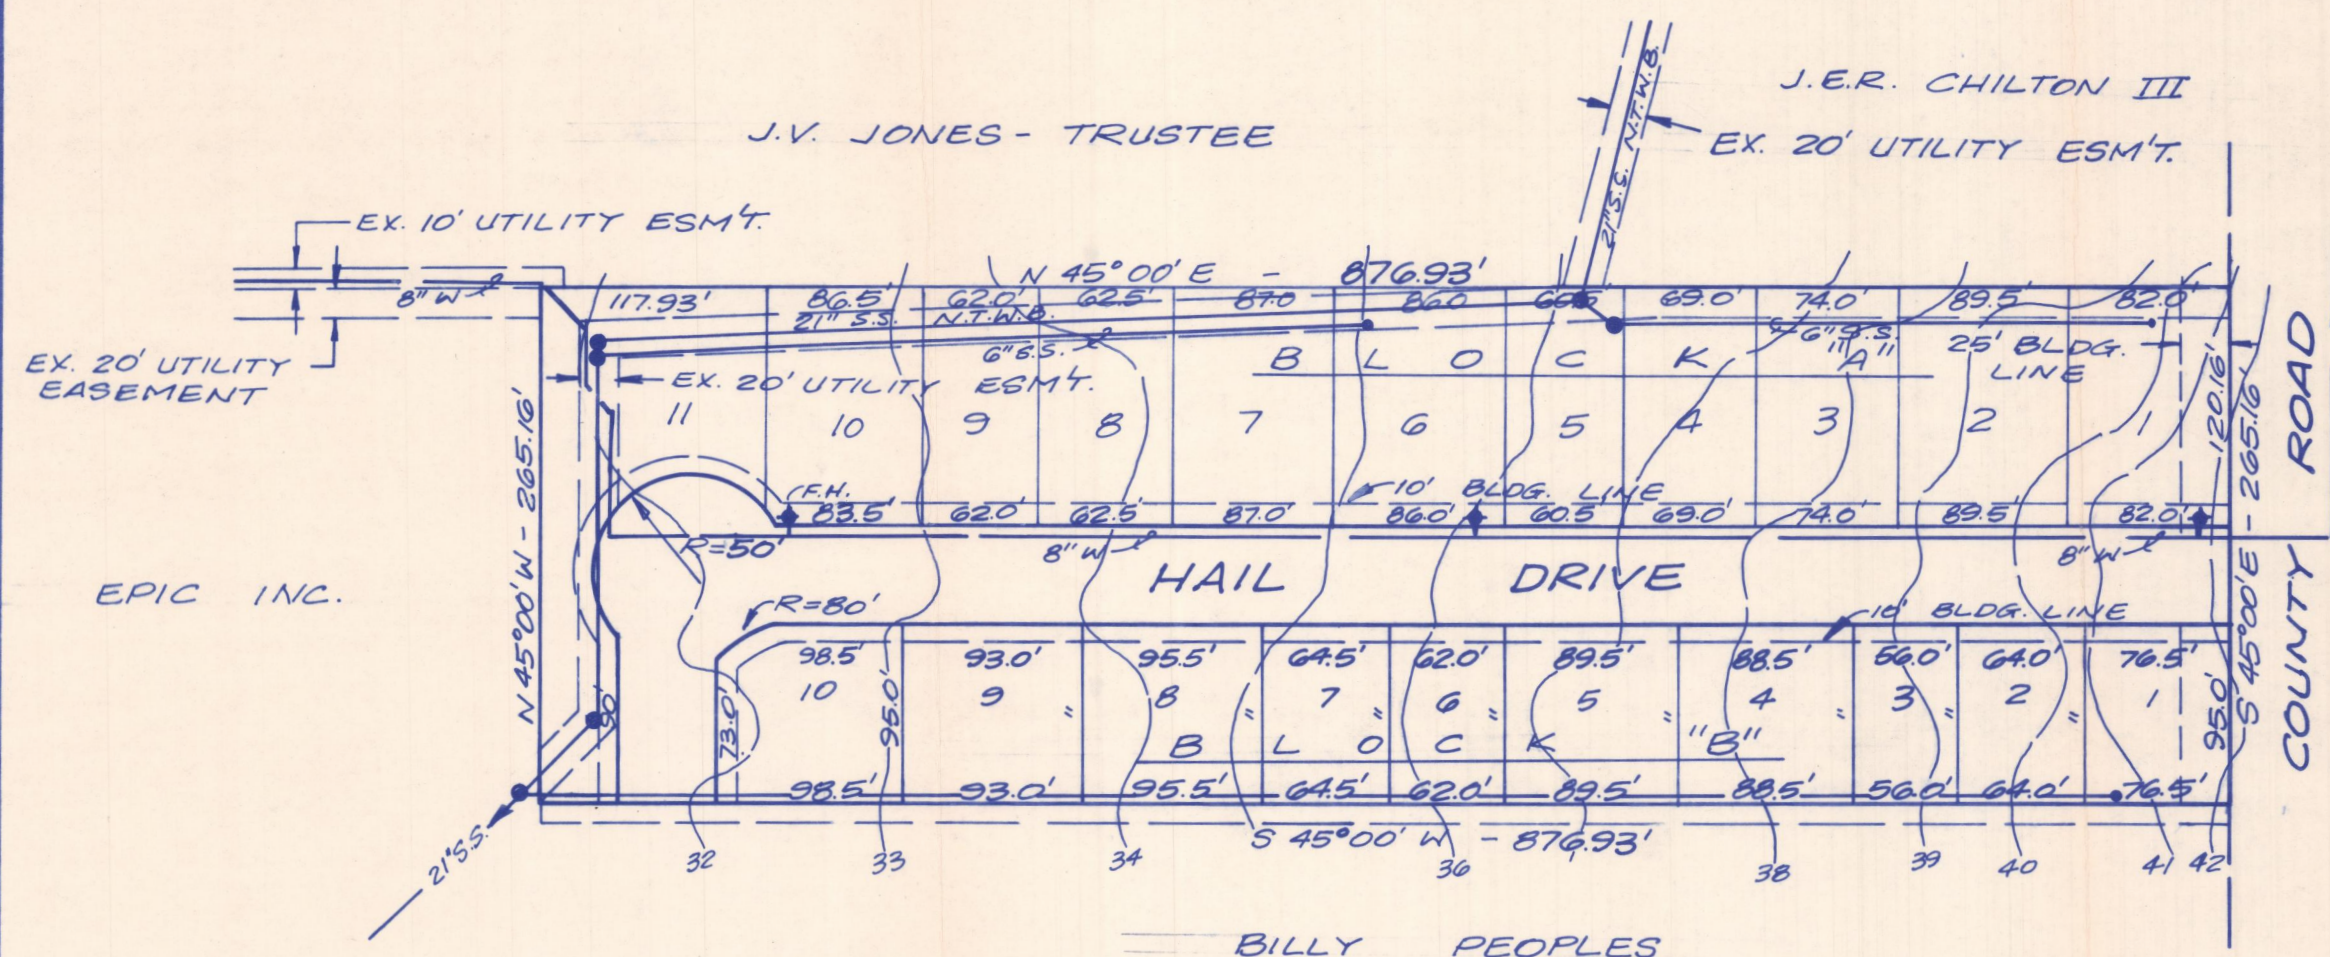 J.E.R. CHILTON III
J.V. JONES - TRUSTEE
EX. 20' UTILITY ESM'T.
21" S.S. N.T.W.B.
EX. 10' UTILITY ESM'T.
8" W
EX. 20' UTILITY
EASEMENT
N 45°00' E - 876.93'
117.93' 86.5' 62.0' 62.5' 87.0 86.0 60.5' 69.0' 74.0' 89.5' 82.0'
21" S.S. N.T.W.B.
6" S.S.
6" S.S.
B L O C K "A"
25' BLDG.
LINE
EX. 20' UTILITY ESM'T.
11 10 9 8 7 6 5 4 3 2 1
120.16'
S 45°00' E - 265.16'
COUNTY ROAD
N 45°00' W - 265.16'
F.H.
10' BLDG. LINE
83.5' 62.0' 62.5' 87.0' 86.0' 60.5' 69.0' 74.0' 89.5' 82.0'
R=50'
8" W
8" W
HAIL DRIVE
EPIC INC.
R=80'
10' BLDG. LINE
98.5' 93.0' 95.5' 64.5' 62.0' 89.5' 88.5' 56.0' 64.0' 76.5'
10 9 8 7 6 5 4 3 2 1
90'
73.0'
95.0'
" " " " " " " "
95.0'
B L O C K "B"
98.5' 93.0' 95.5' 64.5' 62.0' 89.5' 88.5' 56.0' 64.0' 76.5'
21" S.S.
S 45°00' W - 876.93'
32 33 34 36 38 39 40 41 42
BILLY PEOPLES